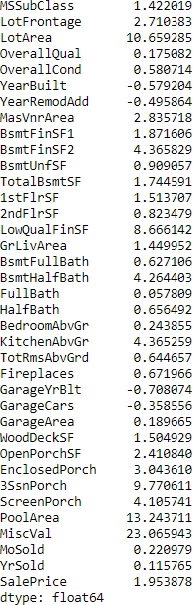 MSSubClass 1.422019
LotFrontage 2.710383
LotArea 10.659285
OverallQual 0.175082
OverallCond 0.580714
YearBuilt -0.579204
YearRemodAdd -0.495864
MasVnrArea 2.835718
BsmtFinSF1 1.871606
BsmtFinSF2 4.365829
BsmtUnfSF 0.909057
TotalBsmtSF 1.744591
1stFlrSF 1.513707
2ndFlrSF 0.823479
LowQualFinSF 8.666142
GrLivArea 1.449952
BsmtFullBath 0.627106
BsmtHalfBath 4.264403
FullBath 0.057809
HalfBath 0.656492
BedroomAbvGr 0.243855
KitchenAbvGr 4.365259
TotRmsAbvGrd 0.644657
Fireplaces 0.671966
GarageYrBlt -0.708074
GarageCars -0.358556
GarageArea 0.189665
WoodDeckSF 1.504929
OpenPorchSF 2.410840
EnclosedPorch 3.043610
3SsnPorch 9.770611
ScreenPorch 4.105741
PoolArea 13.243711
MiscVal 23.065943
MoSold 0.220979
YrSold 0.115765
SalePrice 1.953878
dtype: float64